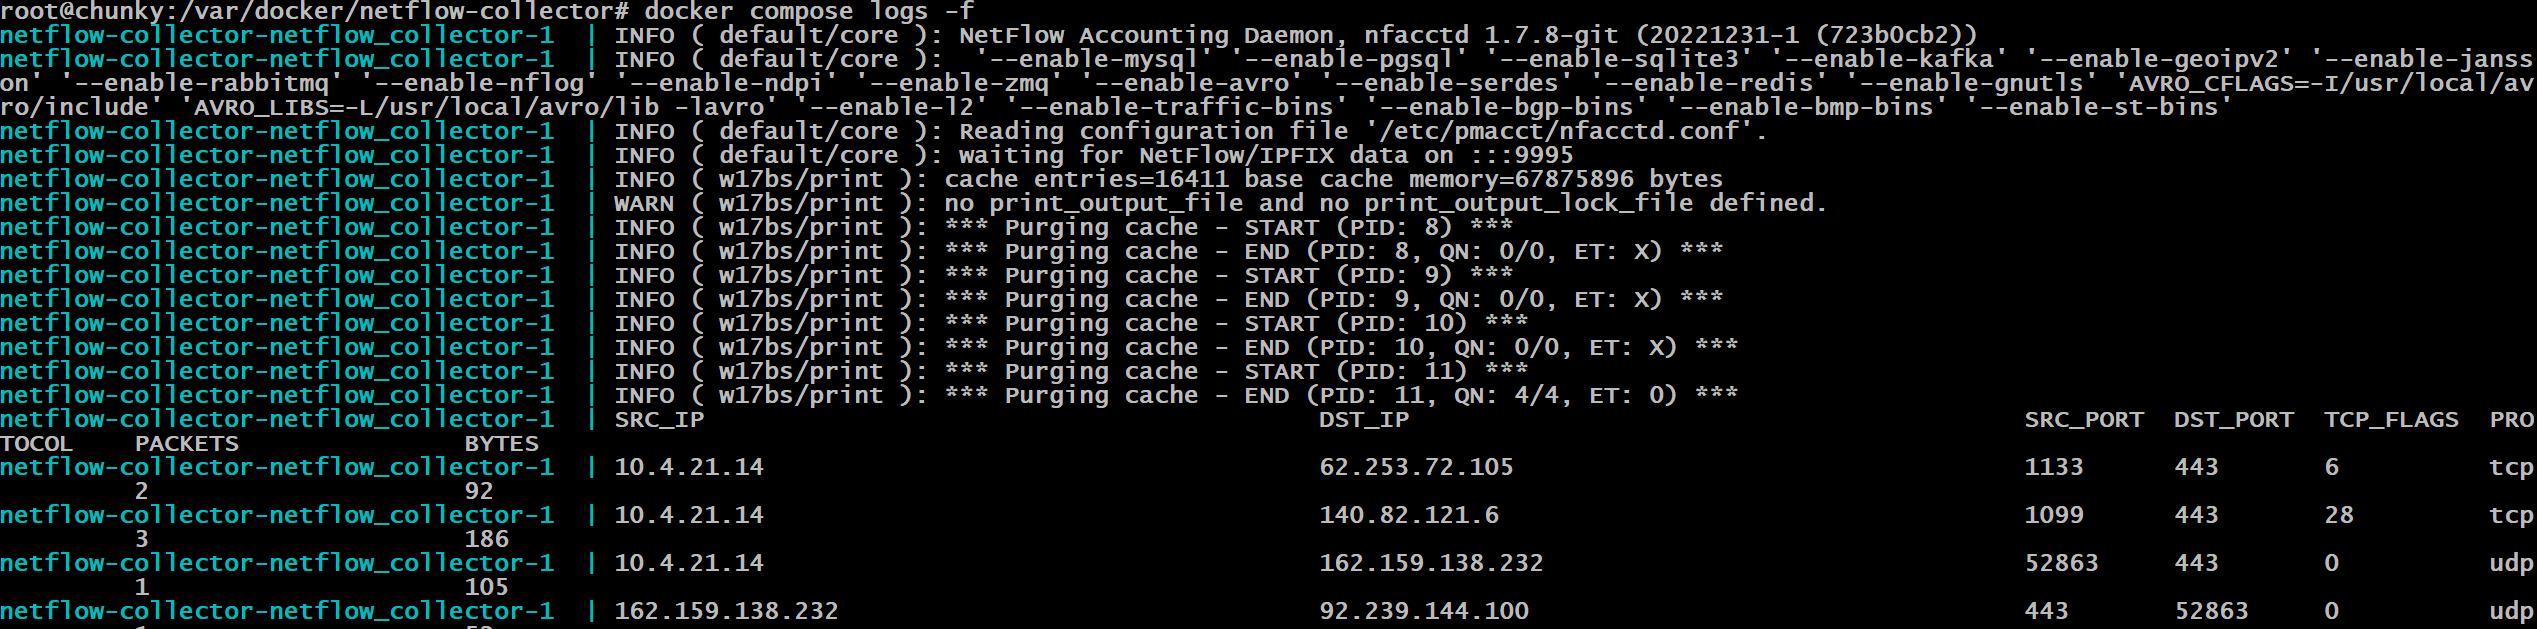 root@chunky:/var/docker/netflow-collector# docker compose logs -f
netflow-collector-netflow_collector-1  | INFO ( default/core ): NetFlow Accounting Daemon, nfacctd 1.7.8-git (20221231-1 (723b0cb2))
netflow-collector-netflow_collector-1  | INFO ( default/core ):  '--enable-mysql' '--enable-pgsql' '--enable-sqlite3' '--enable-kafka' '--enable-geoipv2' '--enable-janss
on' '--enable-rabbitmq' '--enable-nflog' '--enable-ndpi' '--enable-zmq' '--enable-avro' '--enable-serdes' '--enable-redis' '--enable-gnutls' 'AVRO_CFLAGS=-I/usr/local/av
ro/include' 'AVRO_LIBS=-L/usr/local/avro/lib -lavro' '--enable-l2' '--enable-traffic-bins' '--enable-bgp-bins' '--enable-bmp-bins' '--enable-st-bins'
netflow-collector-netflow_collector-1  | INFO ( default/core ): Reading configuration file '/etc/pmacct/nfacctd.conf'.
netflow-collector-netflow_collector-1  | INFO ( default/core ): waiting for NetFlow/IPFIX data on :::9995
netflow-collector-netflow_collector-1  | INFO ( w17bs/print ): cache entries=16411 base cache memory=67875896 bytes
netflow-collector-netflow_collector-1  | WARN ( w17bs/print ): no print_output_file and no print_output_lock_file defined.
netflow-collector-netflow_collector-1  | INFO ( w17bs/print ): *** Purging cache - START (PID: 8) ***
netflow-collector-netflow_collector-1  | INFO ( w17bs/print ): *** Purging cache - END (PID: 8, QN: 0/0, ET: X) ***
netflow-collector-netflow_collector-1  | INFO ( w17bs/print ): *** Purging cache - START (PID: 9) ***
netflow-collector-netflow_collector-1  | INFO ( w17bs/print ): *** Purging cache - END (PID: 9, QN: 0/0, ET: X) ***
netflow-collector-netflow_collector-1  | INFO ( w17bs/print ): *** Purging cache - START (PID: 10) ***
netflow-collector-netflow_collector-1  | INFO ( w17bs/print ): *** Purging cache - END (PID: 10, QN: 0/0, ET: X) ***
netflow-collector-netflow_collector-1  | INFO ( w17bs/print ): *** Purging cache - START (PID: 11) ***
netflow-collector-netflow_collector-1  | INFO ( w17bs/print ): *** Purging cache - END (PID: 11, QN: 4/4, ET: 0) ***
netflow-collector-netflow_collector-1  | SRC_IP DST_IP SRC_PORT DST_PORT TCP_FLAGS PRO
TOCOL PACKETS BYTES
netflow-collector-netflow_collector-1  | 10.4.21.14 62.253.72.105 1133 443 6 tcp
2 92
netflow-collector-netflow_collector-1  | 10.4.21.14 140.82.121.6 1099 443 28 tcp
3 186
netflow-collector-netflow_collector-1  | 10.4.21.14 162.159.138.232 52863 443 0 udp
1 105
netflow-collector-netflow_collector-1  | 162.159.138.232 92.239.144.100 443 52863 0 udp